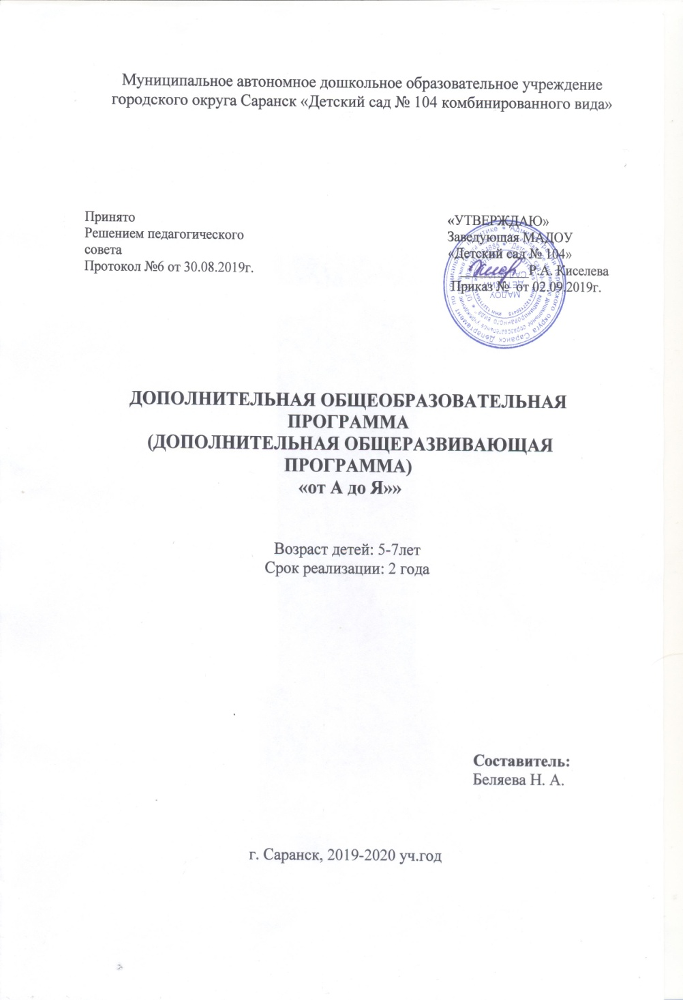 Муниципальное автономное дошкольное образовательное учреждение
городского округа Саранск «Детский сад № 104 комбинированного вида»
Принято
Решением педагогического
совета
Протокол №6 от 30.08.2019г.
«УТВЕРЖДАЮ»
Заведующая МАДОУ
«Детский сад № 104»
Р.А. Киселева
Приказ № от 02.09.2019г.
МАДОУ
ДЕТСКИЙ
ДОПОЛНИТЕЛЬНАЯ ОБЩЕОБРАЗОВАТЕЛЬНАЯ
ПРОГРАММА
(ДОПОЛНИТЕЛЬНАЯ ОБЩЕРАЗВИВАЮЩАЯ
ПРОГРАММА)
«от А до Я»»
Возраст детей: 5-7лет
Срок реализации: 2 года
Составитель:
Беляева Н. А.
г. Саранск, 2019-2020 уч.год